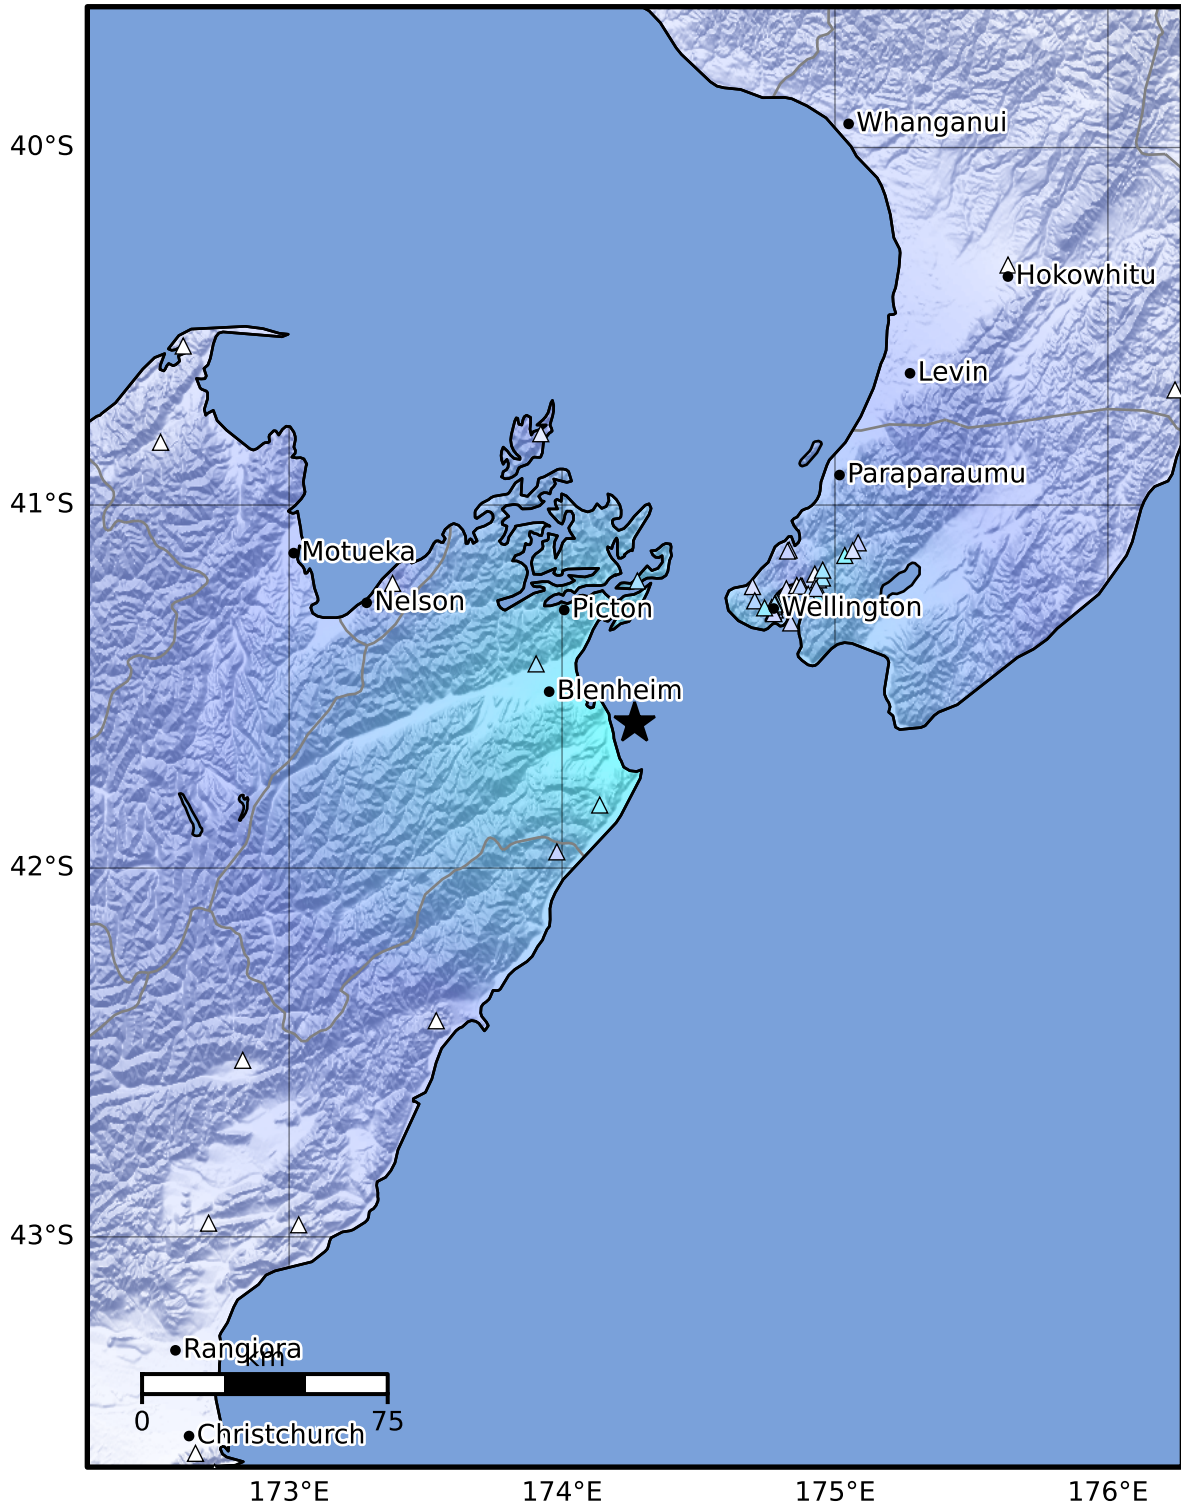 Whanganui
40°S
Hokowhitu
Levin
Paraparaumu
41°S
Motueka
Nelson
Picton
Wellington
Blenheim
42°S
43°S
Rangiora
km
0
75
Christchurch
173°E
174°E
175°E
176°E